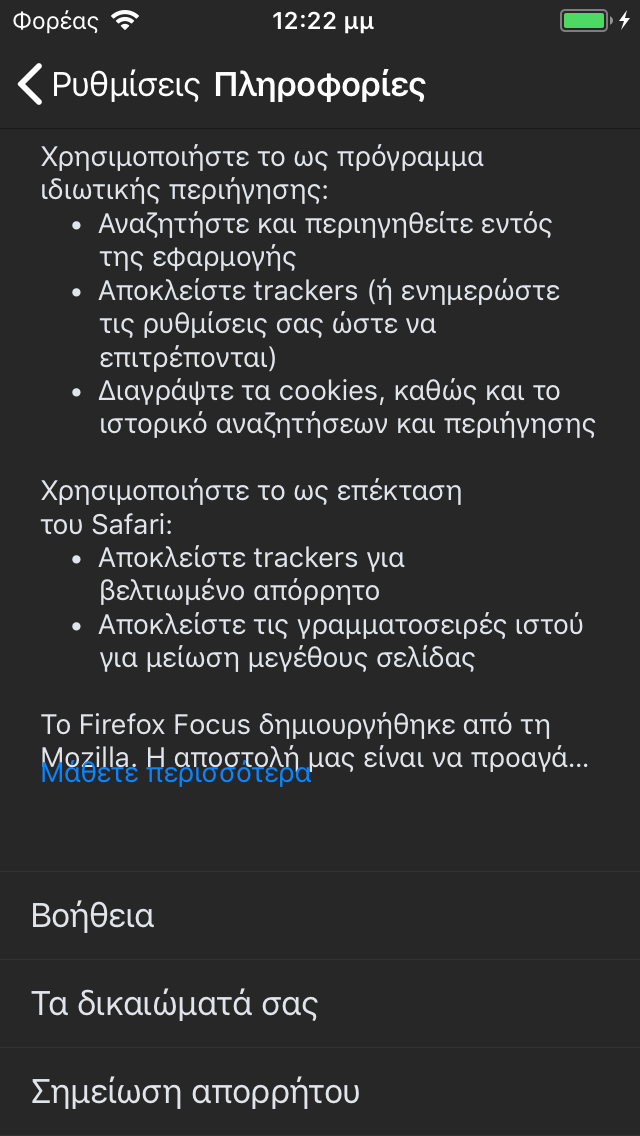 Φορέας 12:22 μμ
Ρυθμίσεις Πληροφορίες
Χρησιμοποιήστε το ως πρόγραμμα
ιδιωτικής περιήγησης:
• Αναζητήστε και περιηγηθείτε εντός
της εφαρμογής
• Αποκλείστε trackers (ή ενημερώστε
τις ρυθμίσεις σας ώστε να
επιτρέπονται)
• Διαγράψτε τα cookies, καθώς και το
ιστορικό αναζητήσεων και περιήγησης
Χρησιμοποιήστε το ως επέκταση
του Safari:
• Αποκλείστε trackers για
βελτιωμένο απόρρητο
• Αποκλείστε τις γραμματοσειρές ιστού
για μείωση μεγέθους σελίδας
Το Firefox Focus δημιουργήθηκε από τη
Mozilla. Η αποστολή μας είναι να προαγά...
Μάθετε περισσότερα
Βοήθεια
Τα δικαιώματά σας
Σημείωση απορρήτου